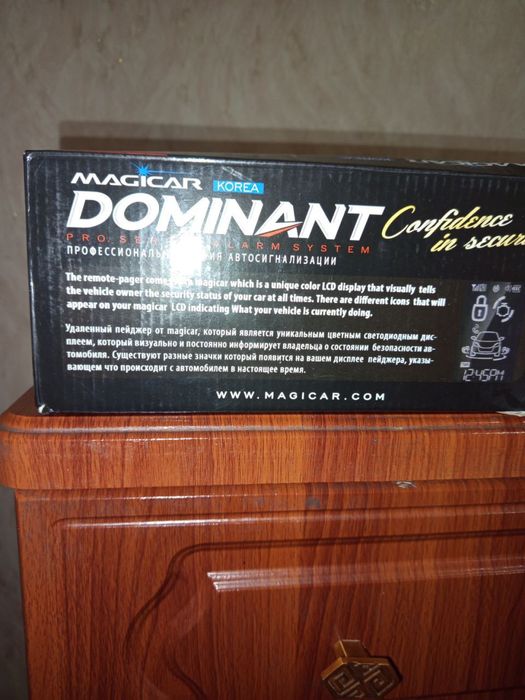 MAGICAR KOREA
DOMINANT
Confidence
in secur
PRO SER ALARM SYSTEM
ПРОФЕССИОНАЛЬ ИЯ АВТОСИГНАЛИЗАЦИИ
The remote-pager comes magicar which is a unique color LCD display that visually tells
the vehicle owner the security status of your car at all times. There are different icons that will
appear on your magicar LCD indicating What your vehicle is currently doing.
Удаленный пейджер от magicar, который является уникальным цветным светодиодным дис-
плеем, который визуально и постоянно информирует владельца о состоянии безопасности ав-
томобиля. Существуют разные значки который появится на вашем дисплее пейджера, указы-
вающем что происходит с автомобилем в настоящее время.
12:45PM
WWW.MAGICAR.COM